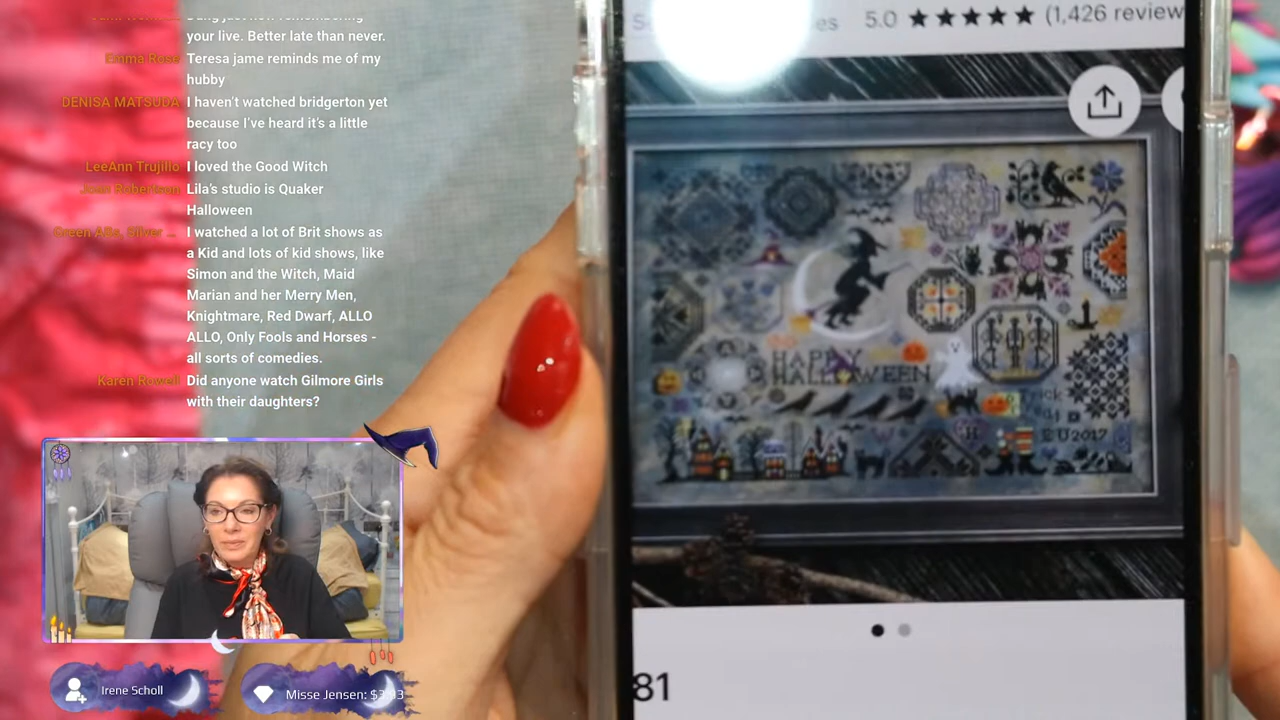 your live. Better late than never.
Emma Rose Teresa jame reminds me of my
hubby
DENISA MATSUDA I haven't watched bridgerton yet
because I've heard it's a little
racy too
LeeAnn Trujillo I loved the Good Witch
Joan Robertson Lila's studio is Quaker
Halloween
Green ABs, Silver ... I watched a lot of Brit shows as
a Kid and lots of kid shows, like
Simon and the Witch, Maid
Marian and her Merry Men,
Knightmare, Red Dwarf, ALLO
ALLO, Only Fools and Horses -
all sorts of comedies.
Karen Rowell Did anyone watch Gilmore Girls
with their daughters?
Irene Scholl
Misse Jensen:
5.0 ★★★★★ (1,426 review
HAPPY
HALLOWEEN
Trick
2017
81